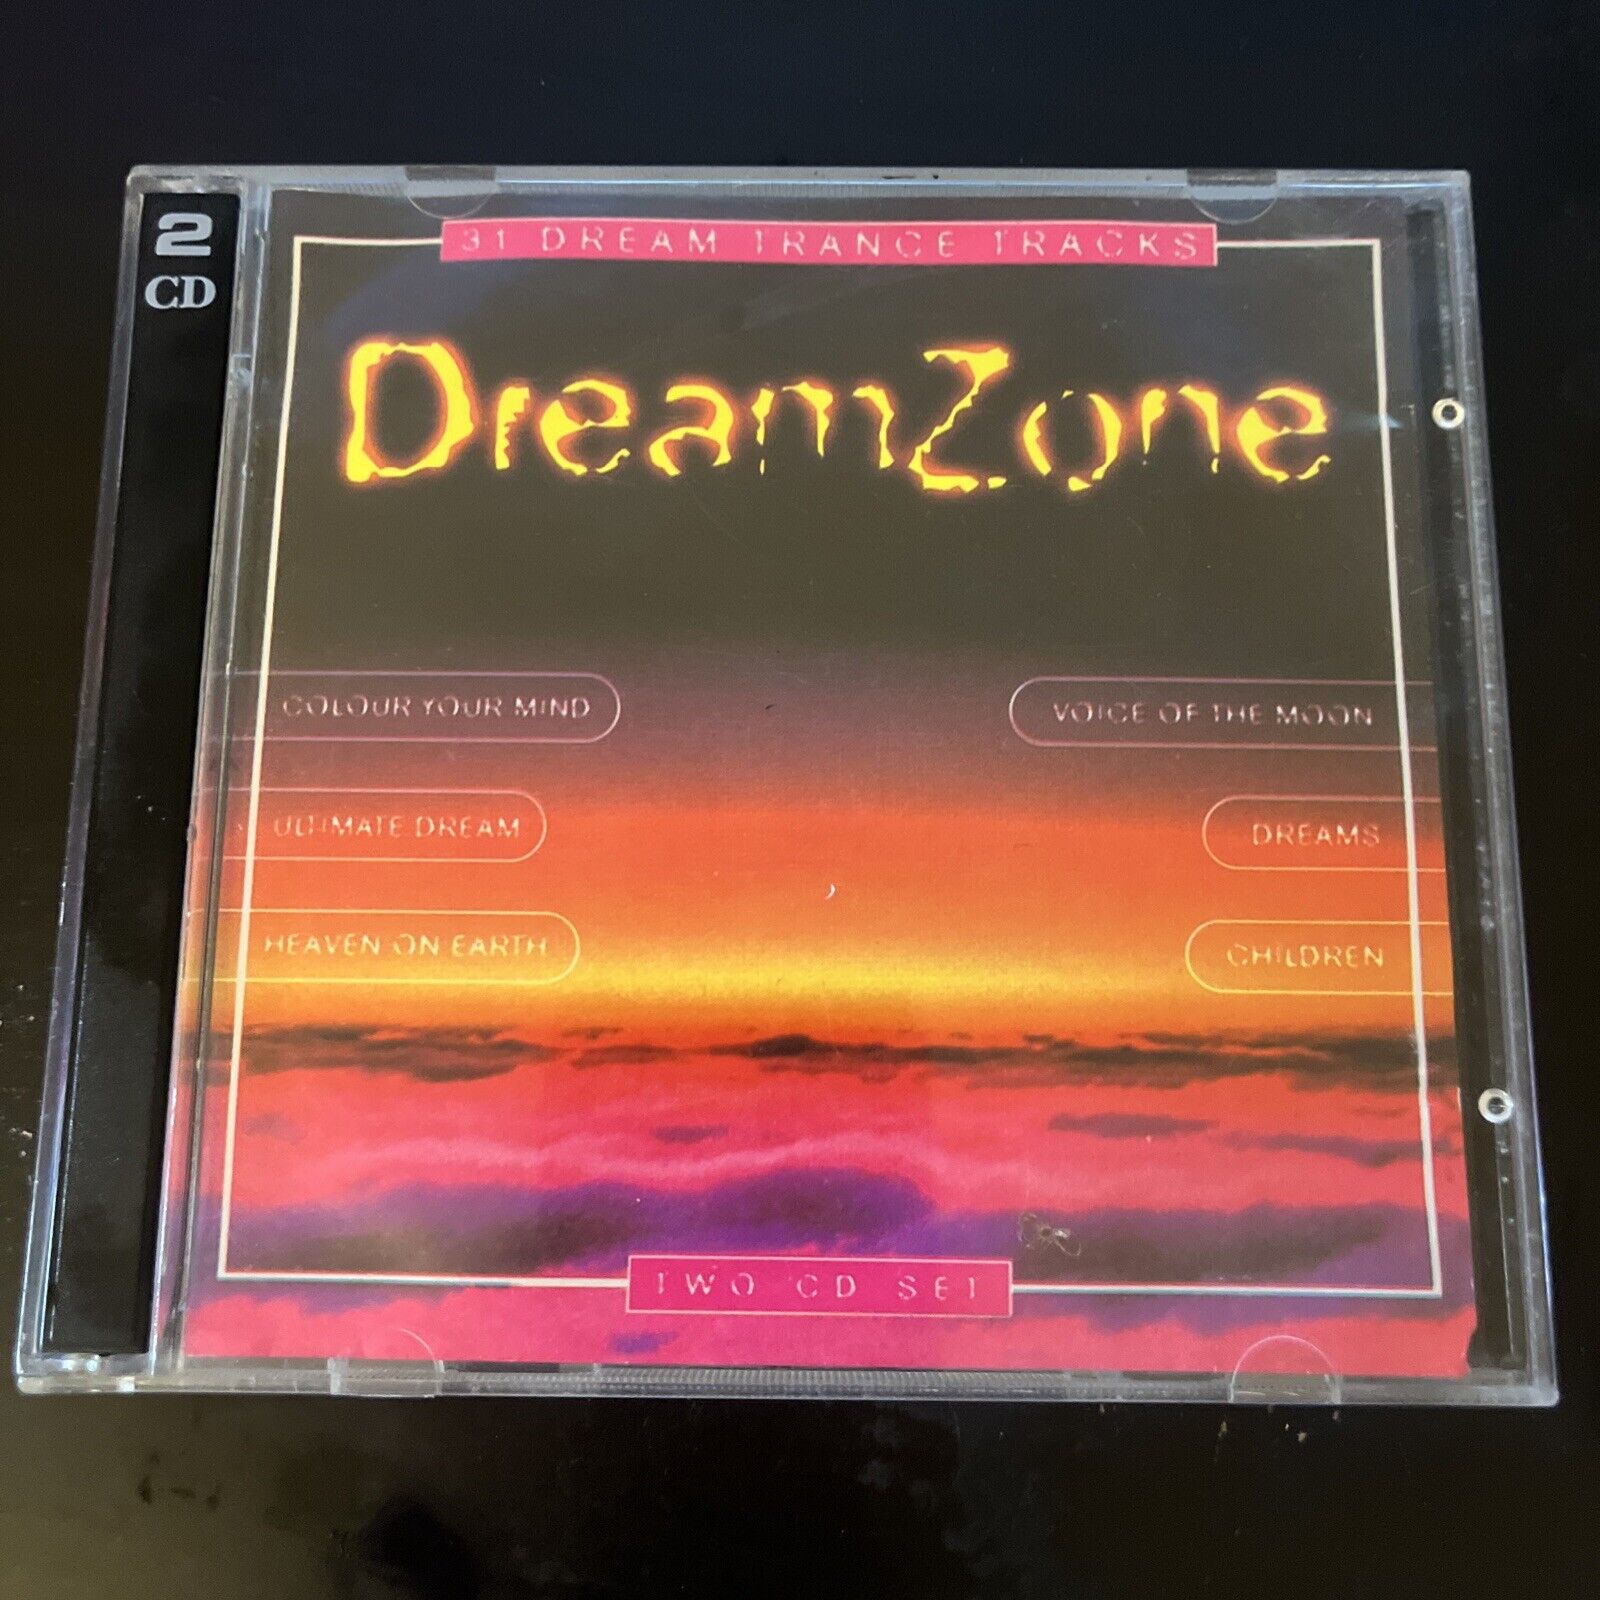 2
CD
31 DREAM TRANCE TRACKS
DreamZone
COLOUR YOUR MIND
VOICE OF THE MOON
ULTIMATE DREAM
DREAMS
HEAVEN ON EARTH
CHILDREN
TWO CD SET